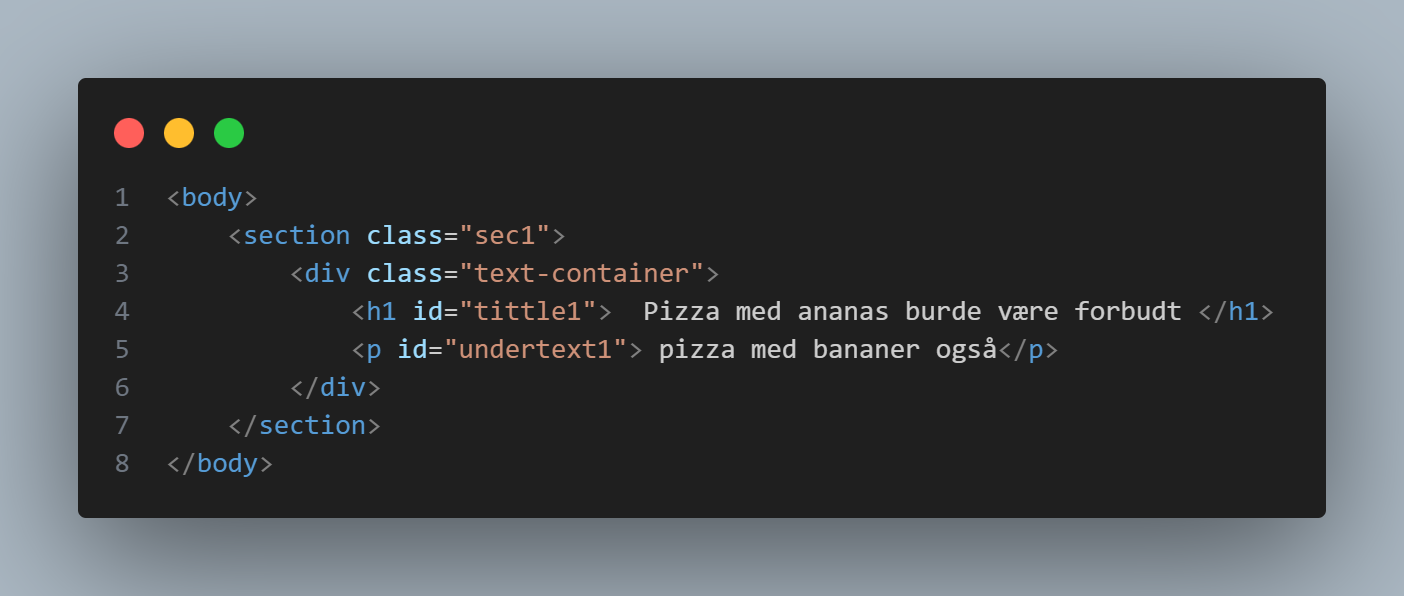 1 <body>
2     <section class="sec1">
3         <div class="text-container">
4             <h1 id="tittle1">  Pizza med ananas burde være forbudt </h1>
5             <p id="undertext1"> pizza med bananer også</p>
6         </div>
7     </section>
8 </body>